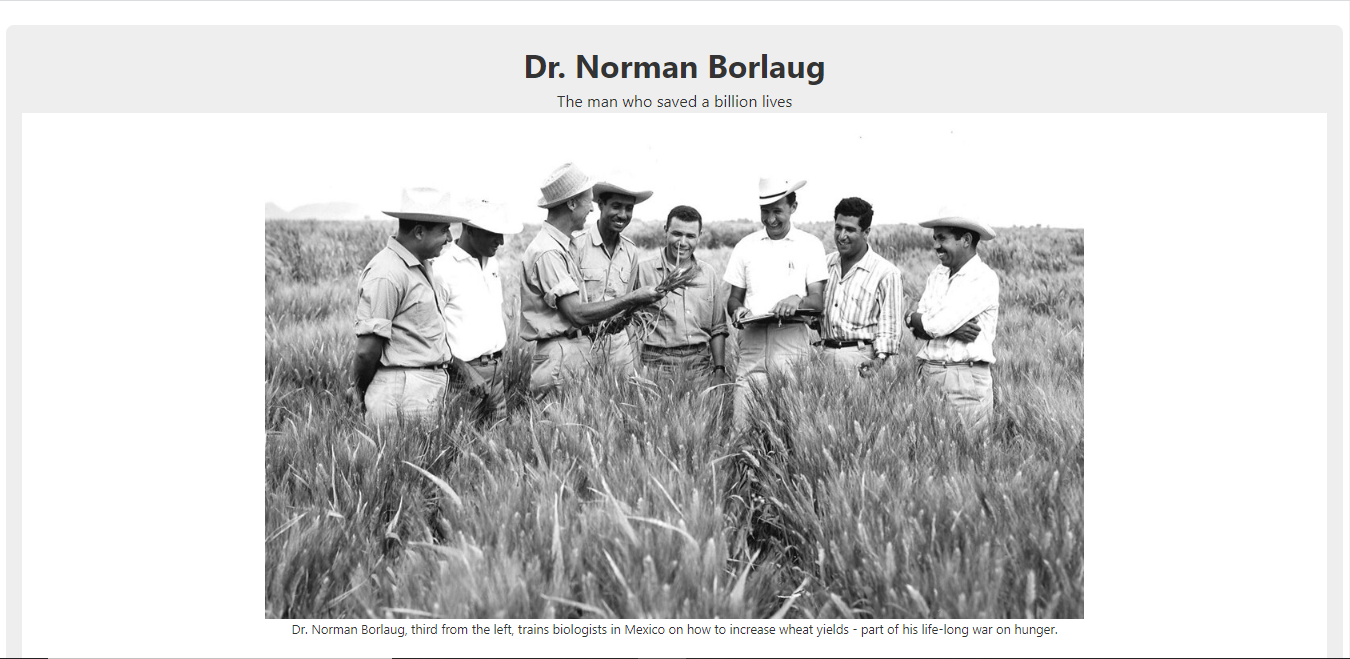 Dr. Norman Borlaug
The man who saved a billion lives
Dr. Norman Borlaug, third from the left, trains biologists in Mexico on how to increase wheat yields - part of his life-long war on hunger.